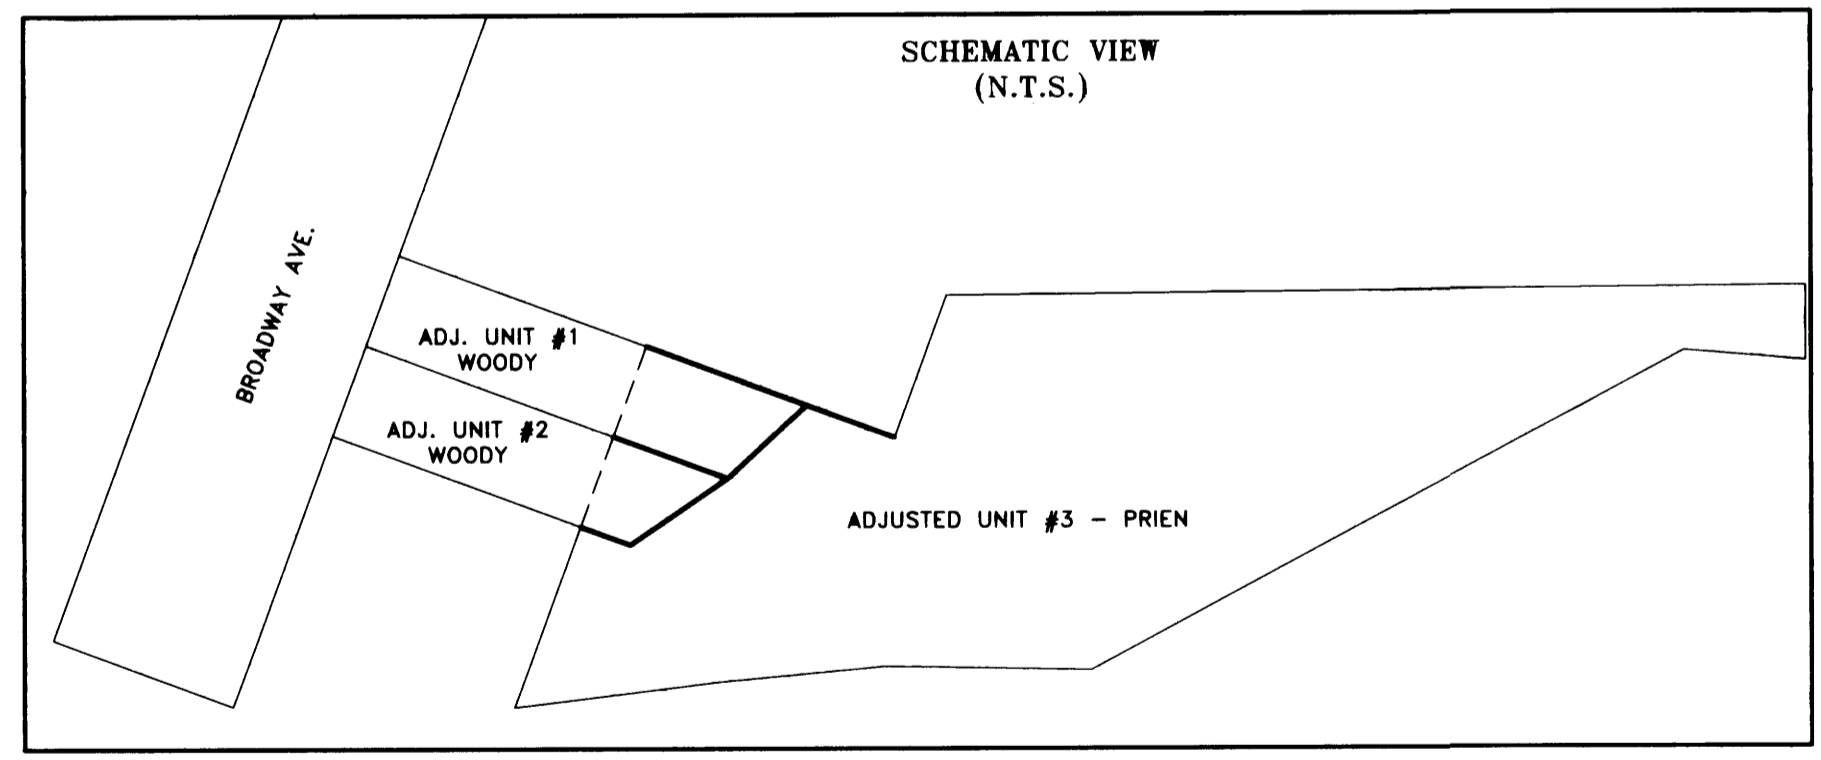 SCHEMATIC VIEW
(N.T.S.)
BROADWAY AVE.
ADJ. UNIT #1
WOODY
ADJ. UNIT #2
WOODY
ADJUSTED UNIT #3 - PRIEN